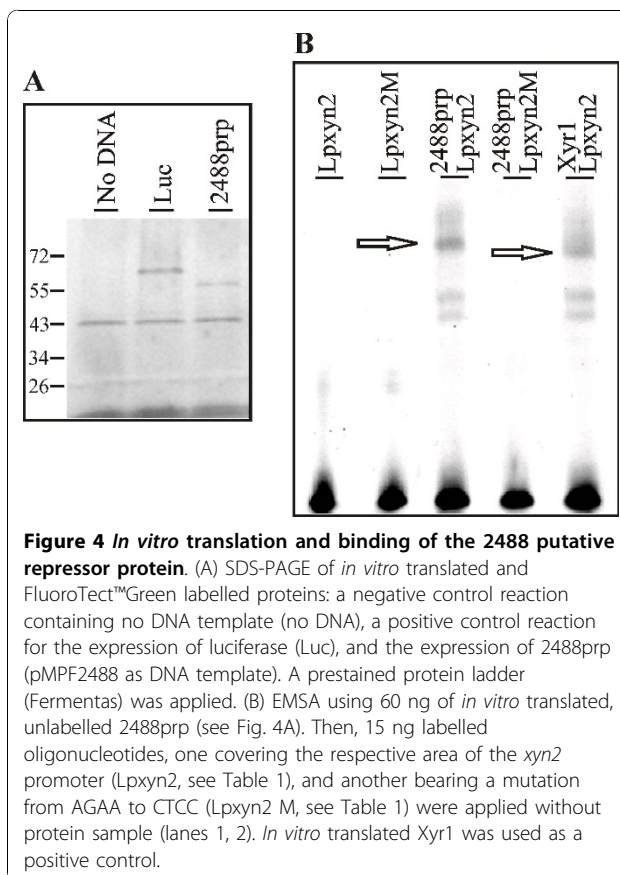 A
No DNA
Luc
2488prp
72
55
43
34
26
B
Lpxyn2
Lpxyn2M
2488prp
Lpxyn2
2488prp
Lpxyn2M
Xyr1
Lpxyn2
Figure 4 In vitro translation and binding of the 2488 putative
repressor protein. (A) SDS-PAGE of in vitro translated and
FluoroTect™Green labelled proteins: a negative control reaction
containing no DNA template (no DNA), a positive control reaction
for the expression of luciferase (Luc), and the expression of 2488prp
(pMPF2488 as DNA template). A prestained protein ladder
(Fermentas) was applied. (B) EMSA using 60 ng of in vitro translated,
unlabelled 2488prp (see Fig. 4A). Then, 15 ng labelled
oligonucleotides, one covering the respective area of the xyn2
promoter (Lpxyn2, see Table 1), and another bearing a mutation
from AGAA to CTCC (Lpxyn2 M, see Table 1) were applied without
protein sample (lanes 1, 2). In vitro translated Xyr1 was used as a
positive control.